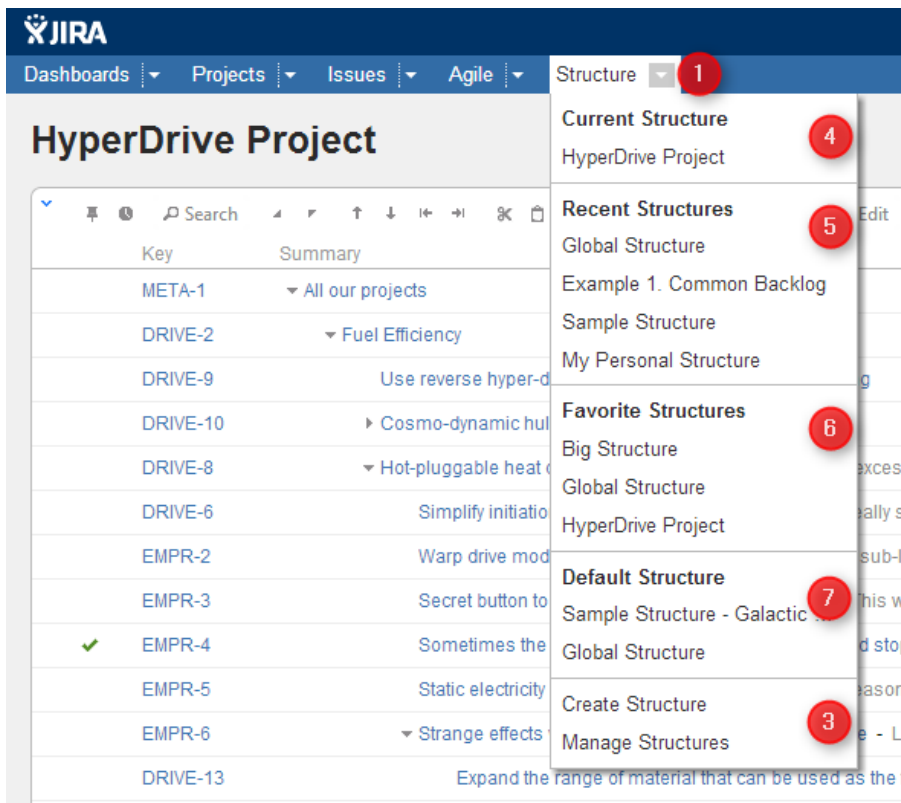 JIRA
Dashboards Projects Issues Agile Structure 1
HyperDrive Project
Current Structure 4
HyperDrive Project
Recent Structures 5
Global Structure
Example 1. Common Backlog
Sample Structure
My Personal Structure
Favorite Structures 6
Big Structure
Global Structure
HyperDrive Project
Default Structure
Sample Structure - Galactic ... 7
Global Structure
Create Structure 3
Manage Structures
Search Edit
Key Summary
META-1 All our projects
DRIVE-2 Fuel Efficiency
DRIVE-9 Use reverse hyper-d g
DRIVE-10 Cosmo-dynamic hul
DRIVE-8 Hot-pluggable heat exces
DRIVE-6 Simplify initiatio eally s
EMPR-2 Warp drive mod sub-
EMPR-3 Secret button to his w
EMPR-4 Sometimes the d stop
EMPR-5 Static electricity eason
EMPR-6 Strange effects e - L
DRIVE-13 Expand the range of material that can be used as the